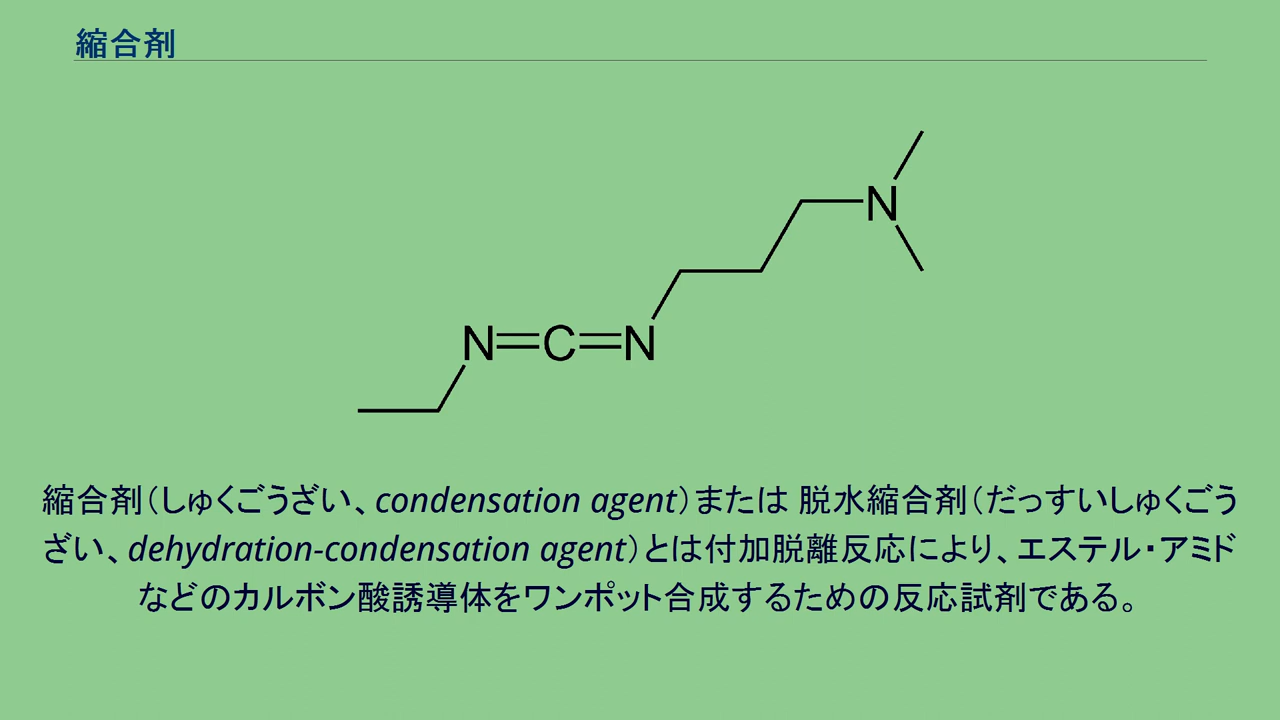 縮合剤
N
N=C=N
縮合剤（しゅくごうざい、condensation agent）または 脱水縮合剤（だっすいしゅくごう
ざい、dehydration-condensation agent）とは付加脱離反応により、エステル・アミド
などのカルボン酸誘導体をワンポット合成するための反応試剤である。